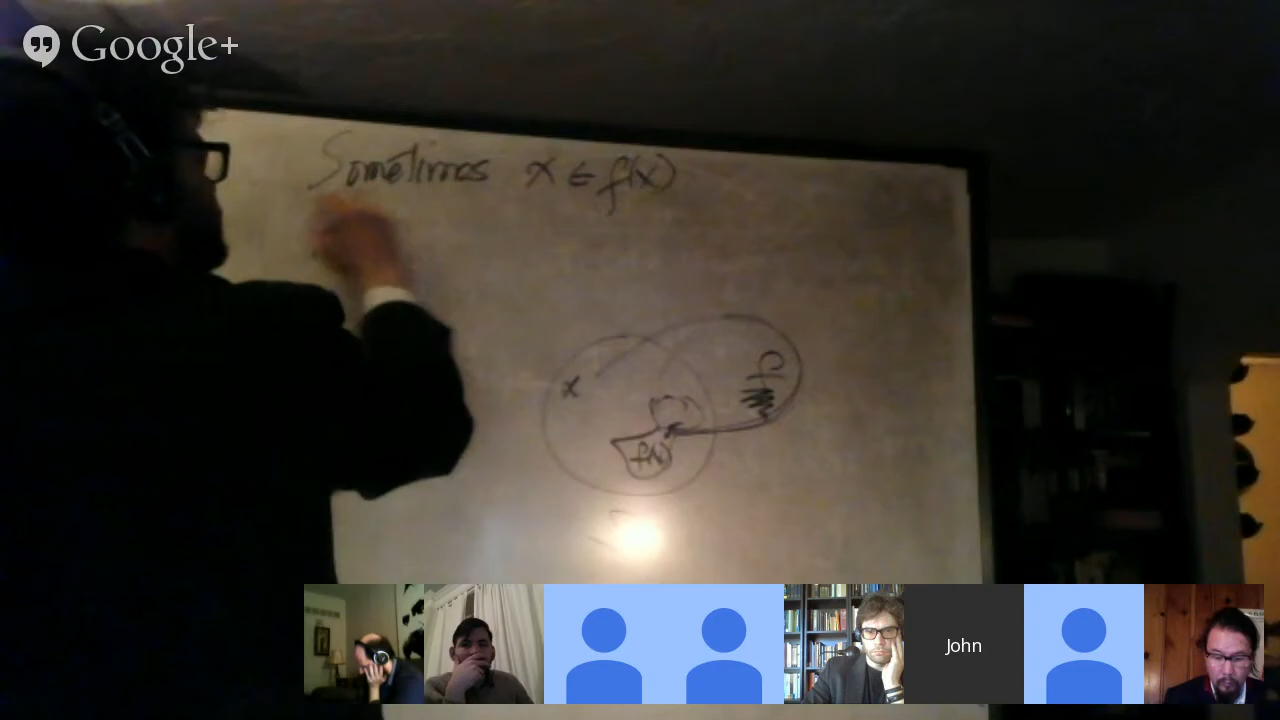 Google+
Sometimes x ∈ f(x)
x
f(x)
John